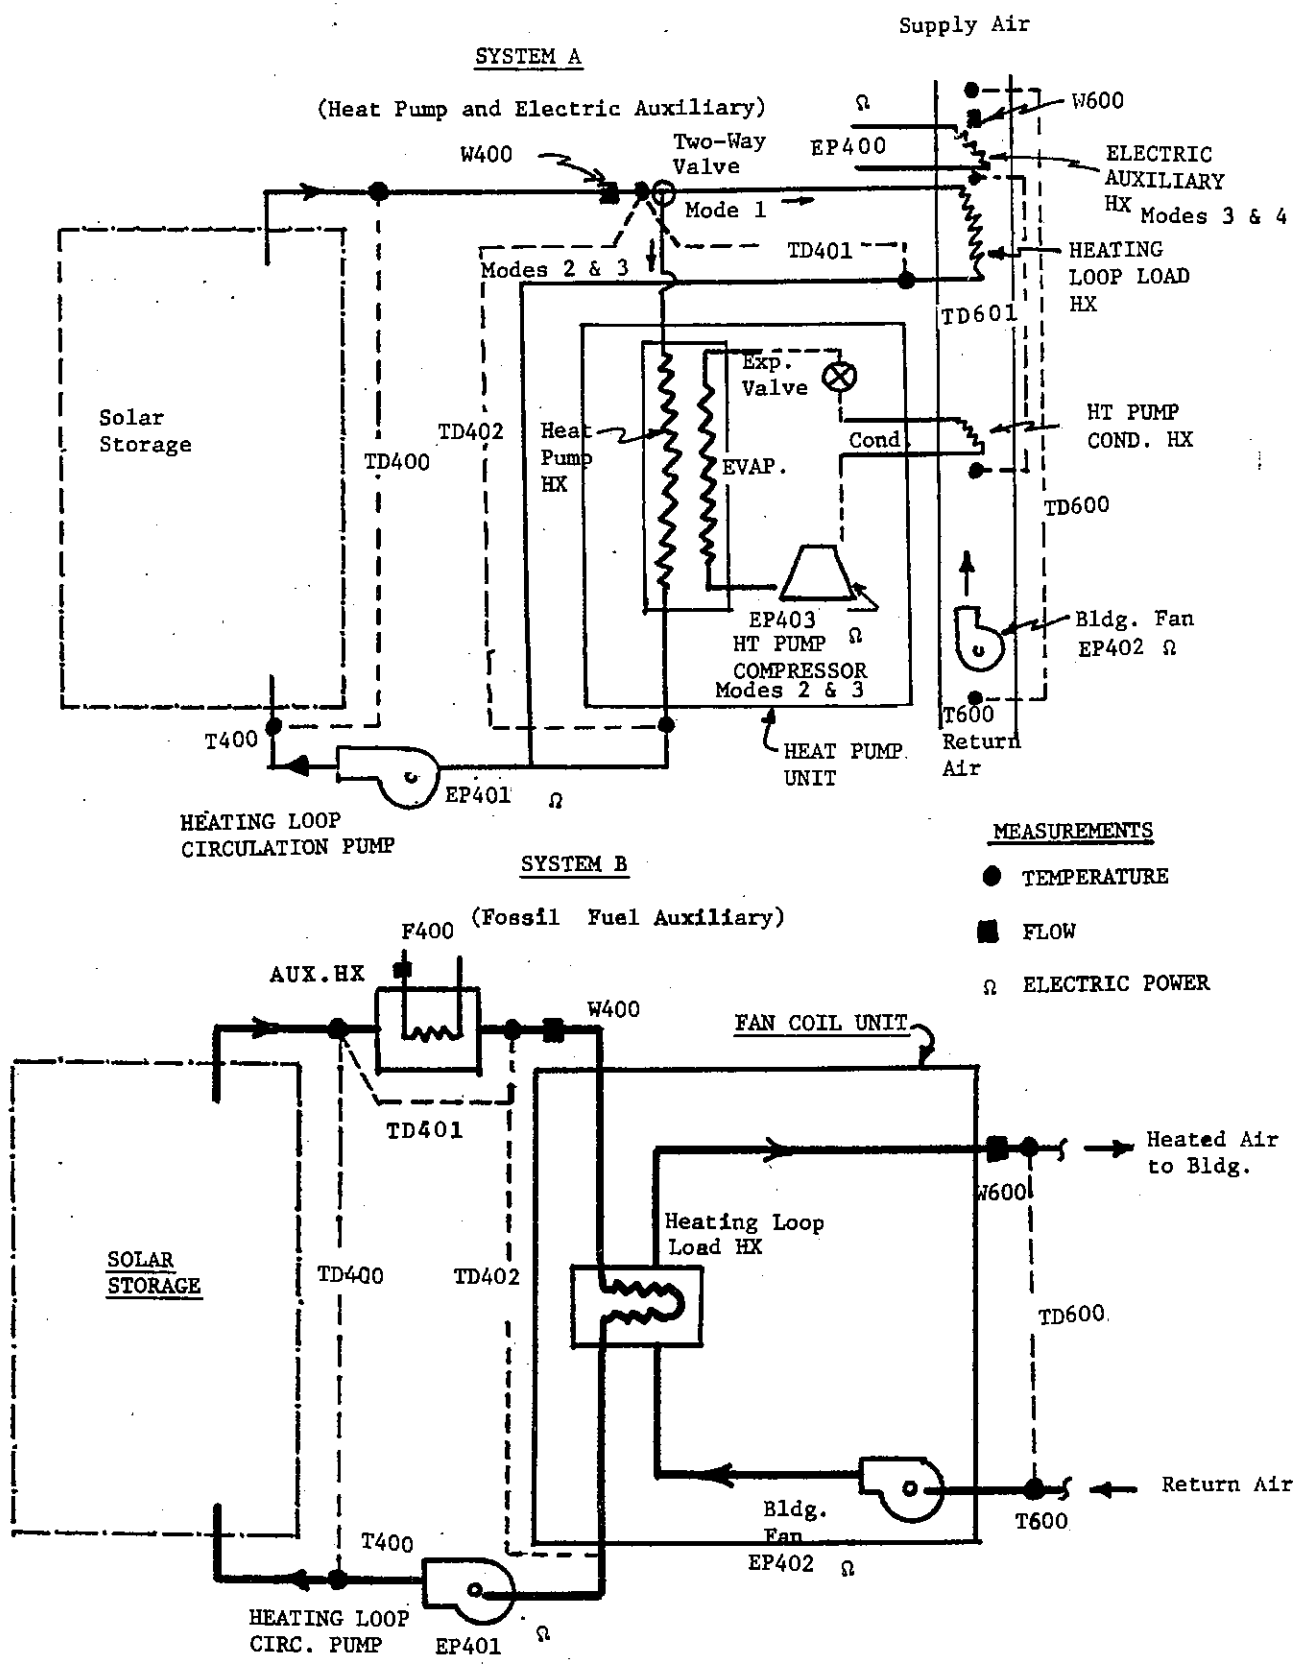 Supply Air
SYSTEM A
(Heat Pump and Electric Auxiliary)
Ω
W600
W400
Two-Way
Valve
EP400
ELECTRIC
AUXILIARY
HX
Modes 3 & 4
Mode 1
TD401
Modes 2 & 3
HEATING
LOOP LOAD
HX
TD601
Solar
Storage
TD400
TD402
Heat
Pump
HX
Exp.
Valve
EVAP.
Cond.
HT PUMP
COND. HX
TD600
EP403
Ω
HT PUMP
COMPRESSOR
Modes 2 & 3
Bldg. Fan
EP402 Ω
T600
Return
Air
T400
HEAT PUMP
UNIT
EP401 Ω
HEATING LOOP
CIRCULATION PUMP
MEASUREMENTS
TEMPERATURE
FLOW
Ω ELECTRIC POWER
SYSTEM B
(Fossil Fuel Auxiliary)
F400
AUX.HX
W400
FAN COIL UNIT
TD401
Heated Air
to Bldg.
W600
Heating Loop
Load HX
SOLAR
STORAGE
TD400
TD402
TD600
Return Air
T600
Bldg.
Fan
EP402 Ω
T400
HEATING LOOP
CIRC. PUMP
EP401 Ω